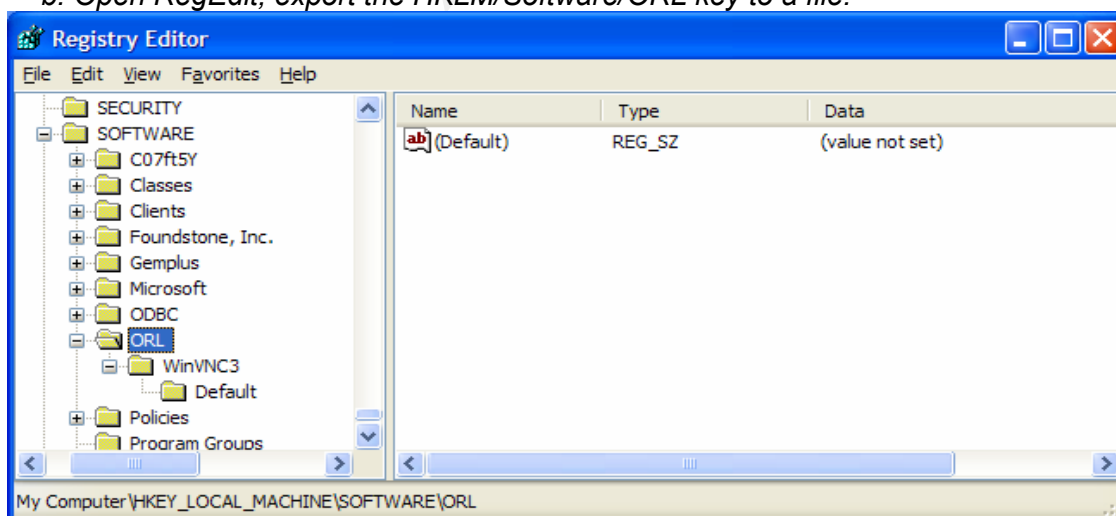 b. Open RegEdit, export the HKLM/Software/ORL key to a file.
Registry Editor
File Edit View Favorites Help
SECURITY
SOFTWARE
C07ft5Y
Classes
Clients
Foundstone, Inc.
Gemplus
Microsoft
ODBC
ORL
WinVNC3
Default
Policies
Program Groups
Name Type Data
ab (Default) REG_SZ (value not set)
My Computer\HKEY_LOCAL_MACHINE\SOFTWARE\ORL